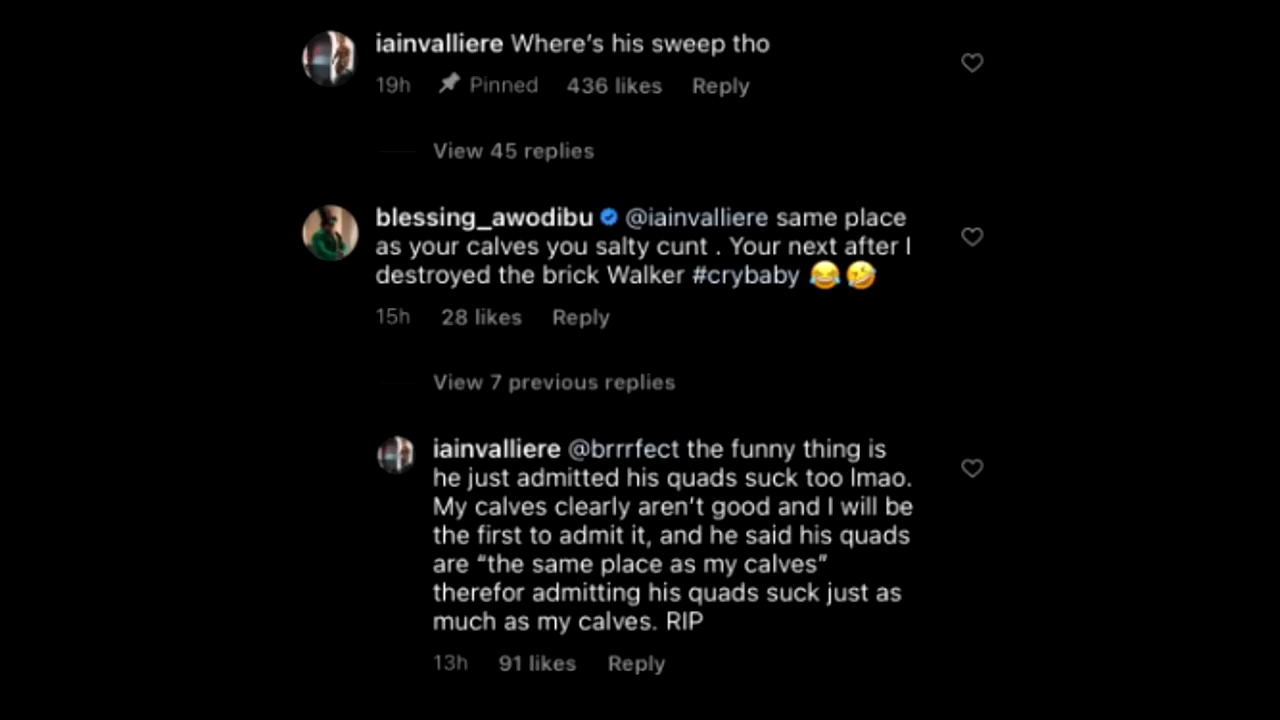 iainvalliere Where's his sweep tho
19h Pinned 436 likes Reply
View 45 replies
blessing_awodibu @iainvalliere same place
as your calves you salty cunt . Your next after I
destroyed the brick Walker #crybaby 😂🤣
15h 28 likes Reply
View 7 previous replies
iainvalliere @brrrfect the funny thing is
he just admitted his quads suck too lmao.
My calves clearly aren't good and I will be
the first to admit it, and he said his quads
are “the same place as my calves”
therefor admitting his quads suck just as
much as my calves. RIP
13h 91 likes Reply